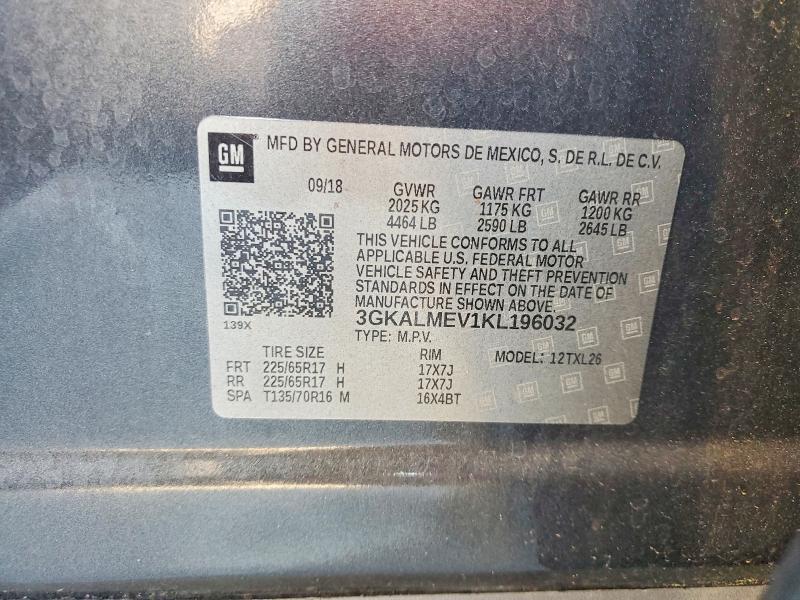 GM MFD BY GENERAL MOTORS DE MEXICO, S. DE R.L. DE C.V.
09/18 GVWR GAWR FRT GAWR RR
2025 KG 1175 KG 1200 KG
4464 LB 2590 LB 2645 LB
THIS VEHICLE CONFORMS TO ALL
APPLICABLE U.S. FEDERAL MOTOR
VEHICLE SAFETY AND THEFT PREVENTION
STANDARDS IN EFFECT ON THE DATE OF
MANUFACTURE SHOWN ABOVE.
139X 3GKALMEV1KL196032
TYPE: M.P.V.
TIRE SIZE RIM MODEL: 12TXL26
FRT 225/65R17 H 17X7J
RR 225/65R17 H 17X7J
SPA T135/70R16 M 16X4BT